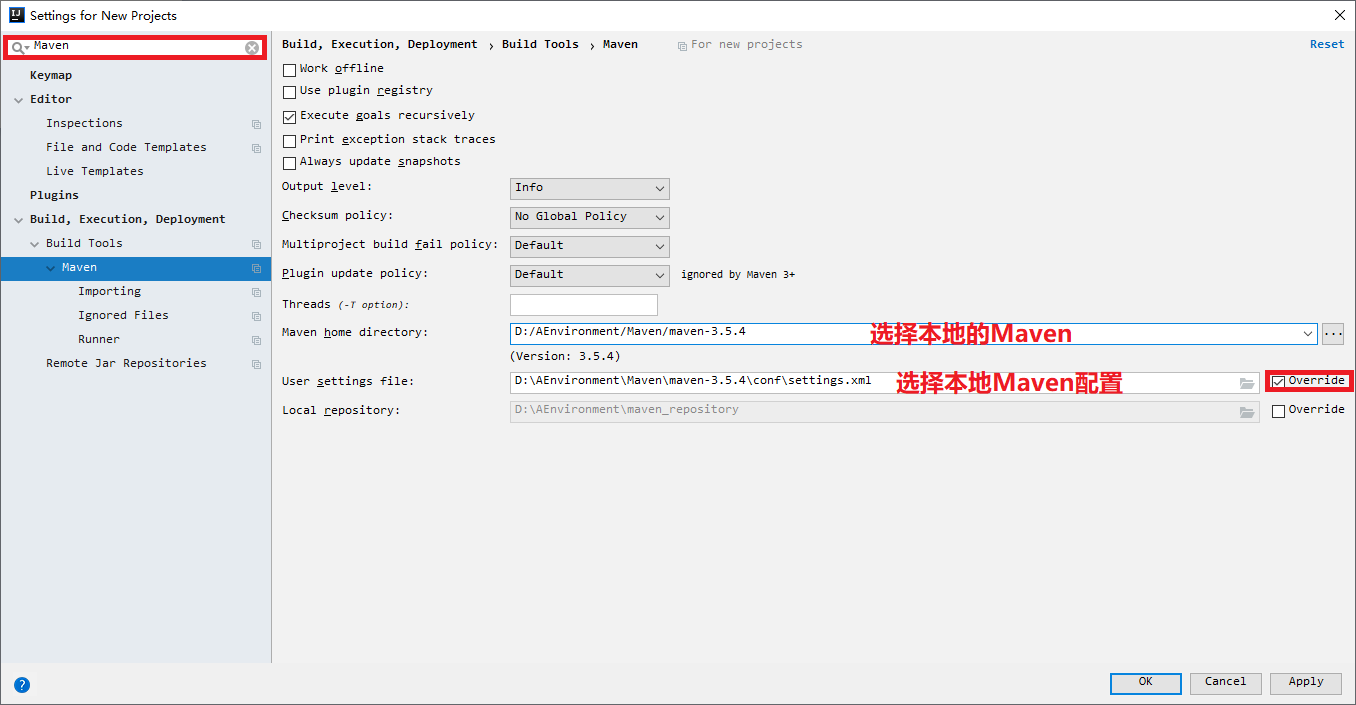 Settings for New Projects
Maven
Keymap
Editor
Inspections
File and Code Templates
Live Templates
Plugins
Build, Execution, Deployment
Build Tools
Maven
Importing
Ignored Files
Runner
Remote Jar Repositories
Build, Execution, Deployment › Build Tools › Maven For new projects Reset
Work offline
Use plugin registry
Execute goals recursively
Print exception stack traces
Always update snapshots
Output level: Info
Checksum policy: No Global Policy
Multiproject build fail policy: Default
Plugin update policy: Default ignored by Maven 3+
Threads (-T option):
Maven home directory: D:/AEnvironment/Maven/maven-3.5.4 选择本地的Maven ...
(Version: 3.5.4)
User settings file: D:\AEnvironment\Maven\maven-3.5.4\conf\settings.xml 选择本地Maven配置 Override
Local repository: D:\AEnvironment\maven_repository Override
? OK Cancel Apply